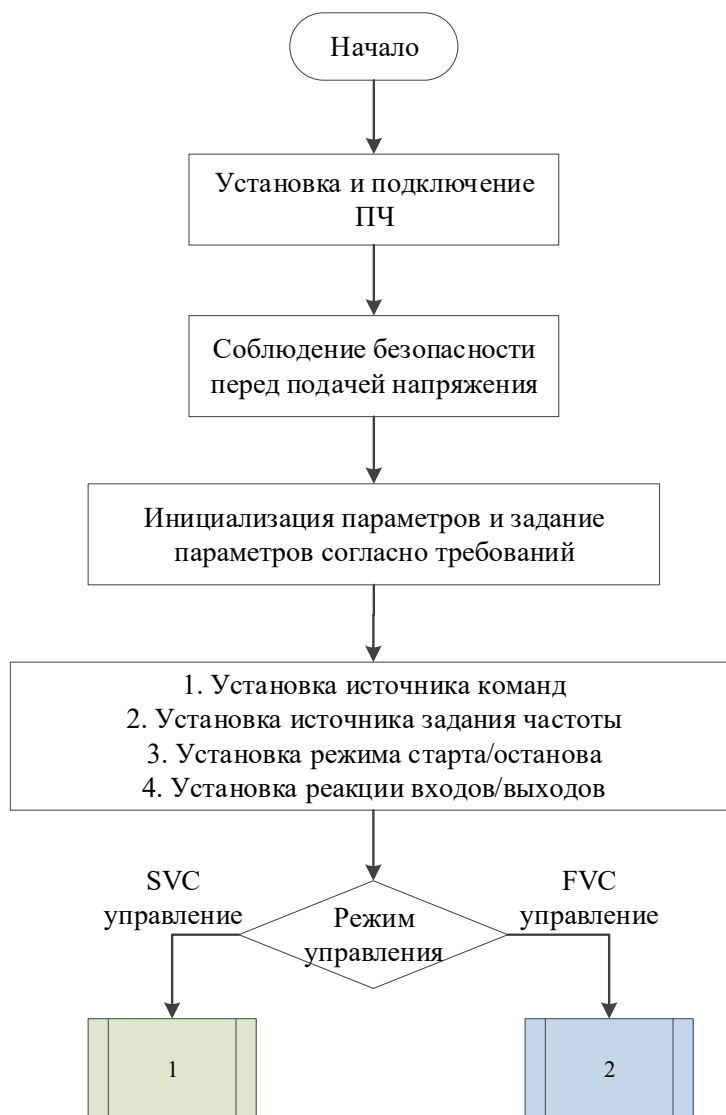 Начало
Установка и подключение
ПЧ
Соблюдение безопасности
перед подачей напряжения
Инициализация параметров и задание
параметров согласно требований
1. Установка источника команд
2. Установка источника задания частоты
3. Установка режима старта/останова
4. Установка реакции входов/выходов
SVC
управление
Режим
управления
FVC
управление
1
2